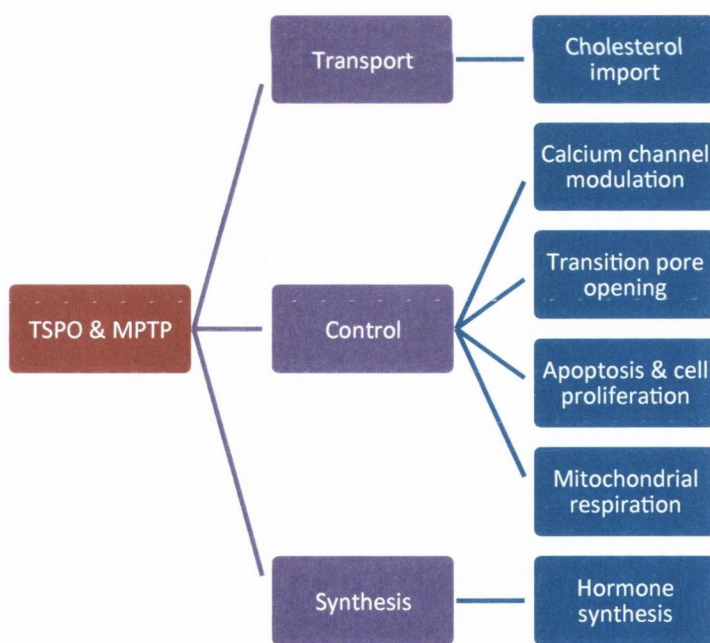 Transport
Cholesterol
import
Calcium channel
modulation
Transition pore
opening
TSPO & MPTP
Control
Apoptosis & cell
proliferation
Mitochondrial
respiration
Synthesis
Hormone
synthesis